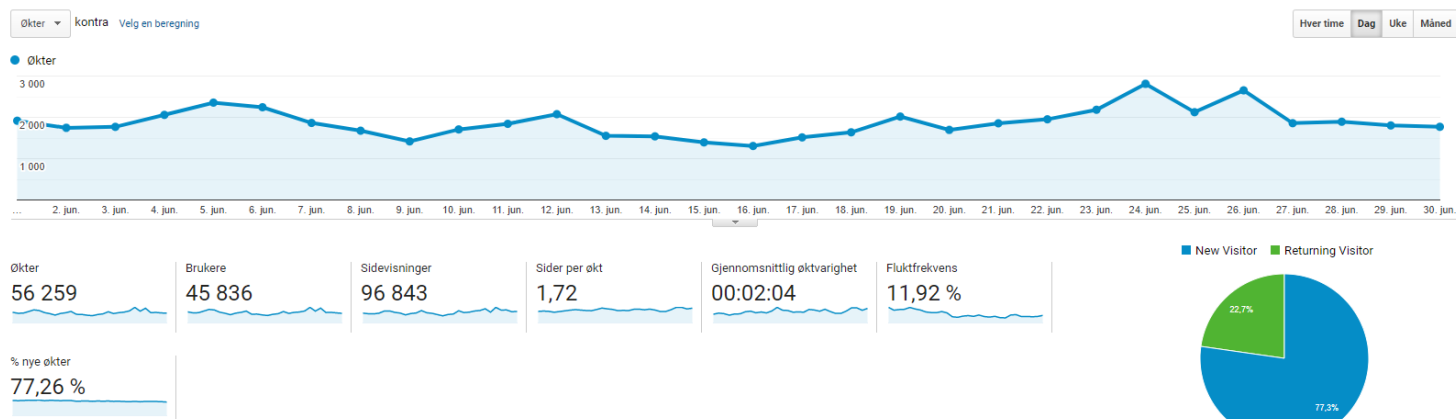 Økter kontra Velg en beregning Hver time Dag Uke Måned
Økter
3 000
2 000
1 000
... 2. jun. 3. jun. 4. jun. 5. jun. 6. jun. 7. jun. 8. jun. 9. jun. 10. jun. 11. jun. 12. jun. 13. jun. 14. jun. 15. jun. 16. jun. 17. jun. 18. jun. 19. jun. 20. jun. 21. jun. 22. jun. 23. jun. 24. jun. 25. jun. 26. jun. 27. jun. 28. jun. 29. jun. 30. jun.
Økter
56 259
Brukere
45 836
Sidevisninger
96 843
Sider per økt
1,72
Gjennomsnittlig øktvarighet
00:02:04
Fluktfrekvens
11,92 %
% nye økter
77,26 %
New Visitor Returning Visitor
22,7%
77,3%